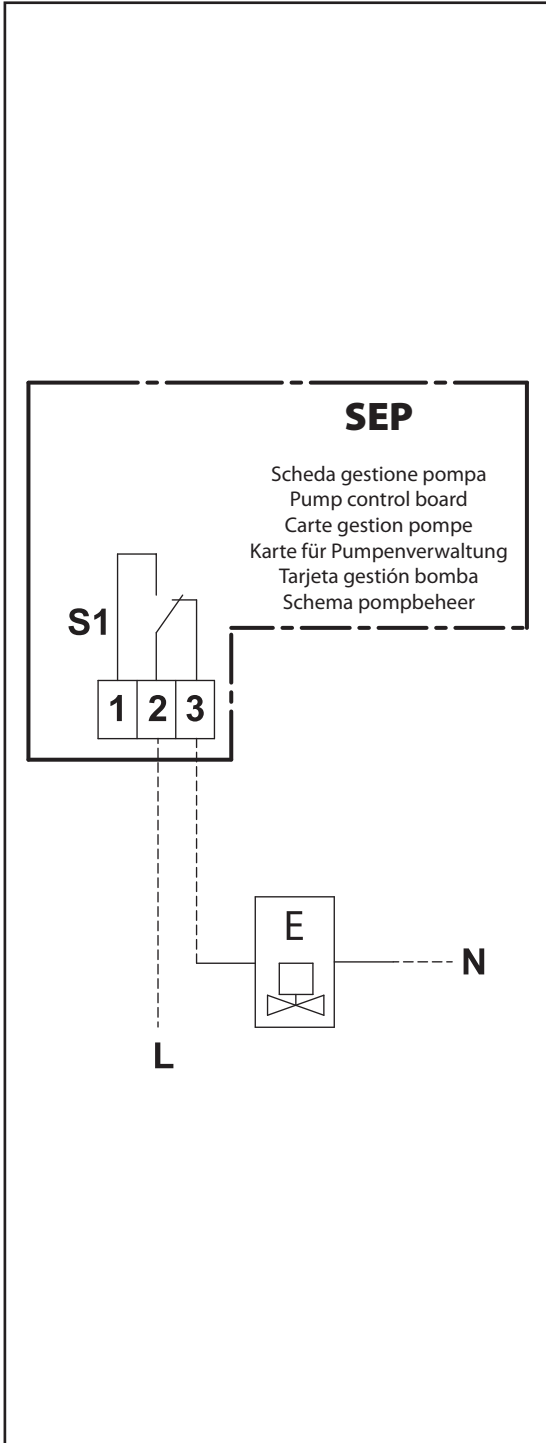 SEP
Scheda gestione pompa
Pump control board
Carte gestion pompe
Karte für Pumpenverwaltung
Tarjeta gestión bomba
Schema pompbeheer
S1
1 2 3
E
N
L